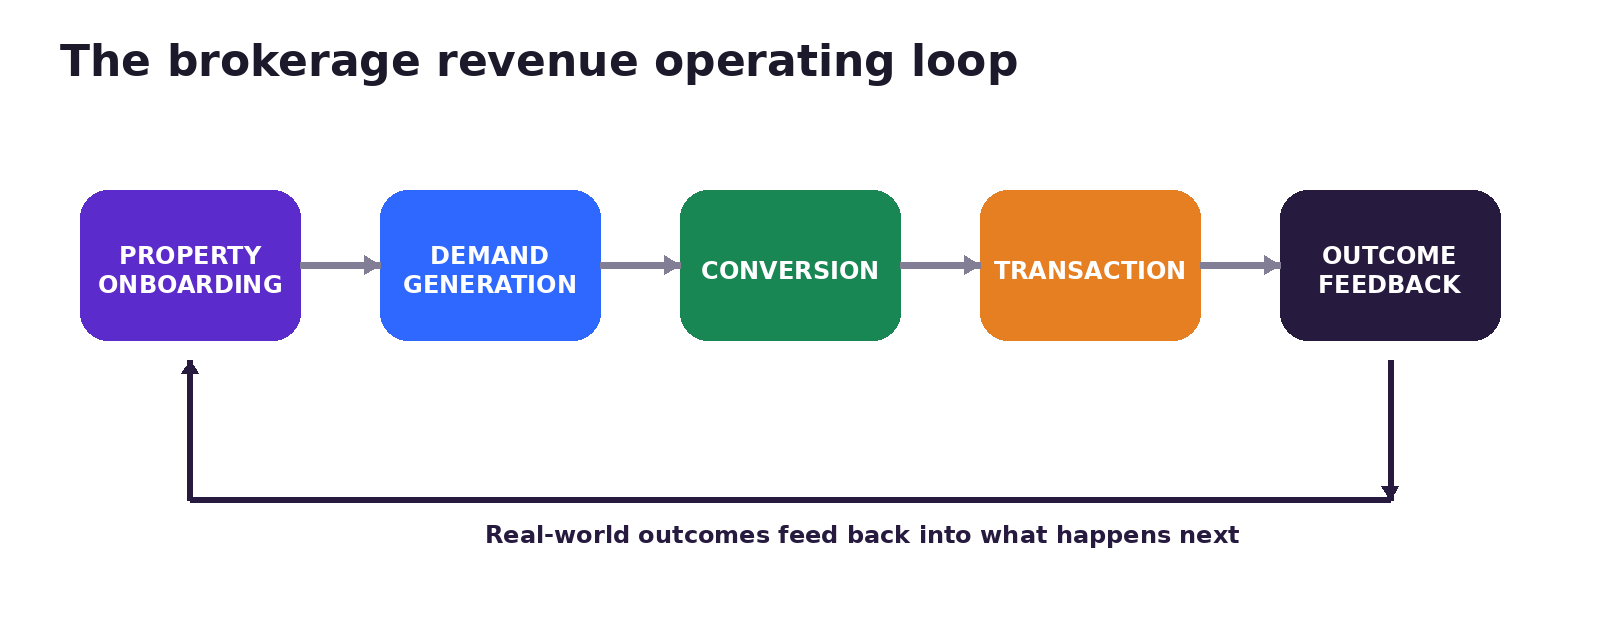 The brokerage revenue operating loop
PROPERTY
ONBOARDING
DEMAND
GENERATION
CONVERSION
TRANSACTION
OUTCOME
FEEDBACK
Real-world outcomes feed back into what happens next